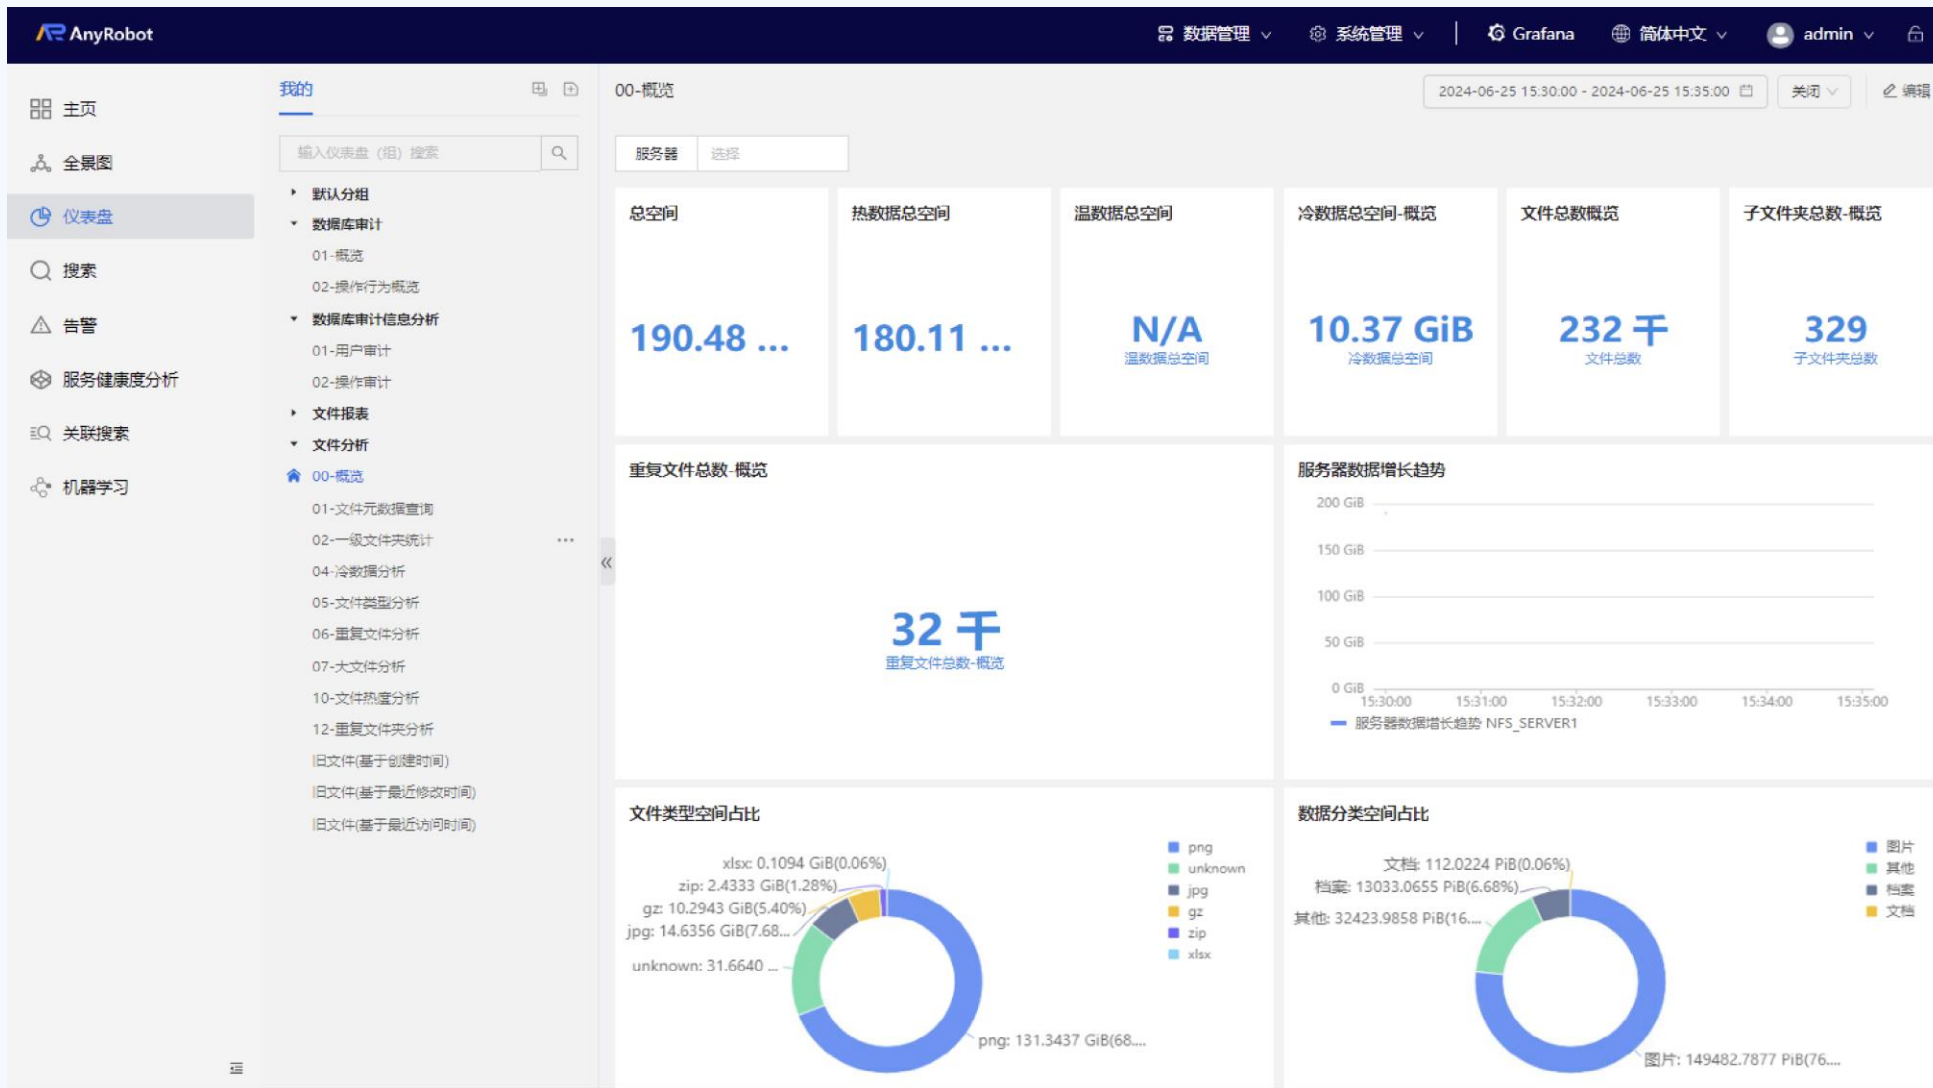 AnyRobot
数据管理
系统管理
Grafana
简体中文
admin
主页
全景图
仪表盘
搜索
告警
服务健康度分析
关联搜索
机器学习
我的
输入仪表盘（组）搜索
默认分组
数据库审计
01-概览
02-操作行为概览
数据库审计信息分析
01-用户审计
02-操作审计
文件报表
文件分析
00-概览
01-文件元数据查询
02-一级文件夹统计
04-冷数据分析
05-文件类型分析
06-重复文件分析
07-大文件分析
10-文件热度分析
12-重复文件夹分析
旧文件(基于创建时间)
旧文件(基于最近修改时间)
旧文件(基于最近访问时间)
00-概览
2024-06-25 15:30:00 - 2024-06-25 15:35:00
关闭
编辑
服务器 选择
总空间
190.48 ...
热数据总空间
180.11 ...
温数据总空间
N/A
温数据总空间
冷数据总空间-概览
10.37 GiB
冷数据总空间
文件总数概览
232 千
文件总数
子文件夹总数-概览
329
子文件夹总数
重复文件总数-概览
32 千
重复文件总数-概览
服务器数据增长趋势
200 GiB
150 GiB
100 GiB
50 GiB
0 GiB
15:30:00 15:31:00 15:32:00 15:33:00 15:34:00 15:35:00
服务器数据增长趋势 NFS_SERVER1
文件类型空间占比
xlsx: 0.1094 GiB(0.06%)
zip: 2.4333 GiB(1.28%)
gz: 10.2943 GiB(5.40%)
jpg: 14.6356 GiB(7.68...
unknown: 31.6640 ...
png: 131.3437 GiB(68....
png
unknown
jpg
gz
zip
xlsx
数据分类空间占比
文档: 112.0224 PiB(0.06%)
档案: 13033.0655 PiB(6.68%)
其他: 32423.9858 PiB(16....
图片: 149482.7877 PiB(76....
图片
其他
档案
文档